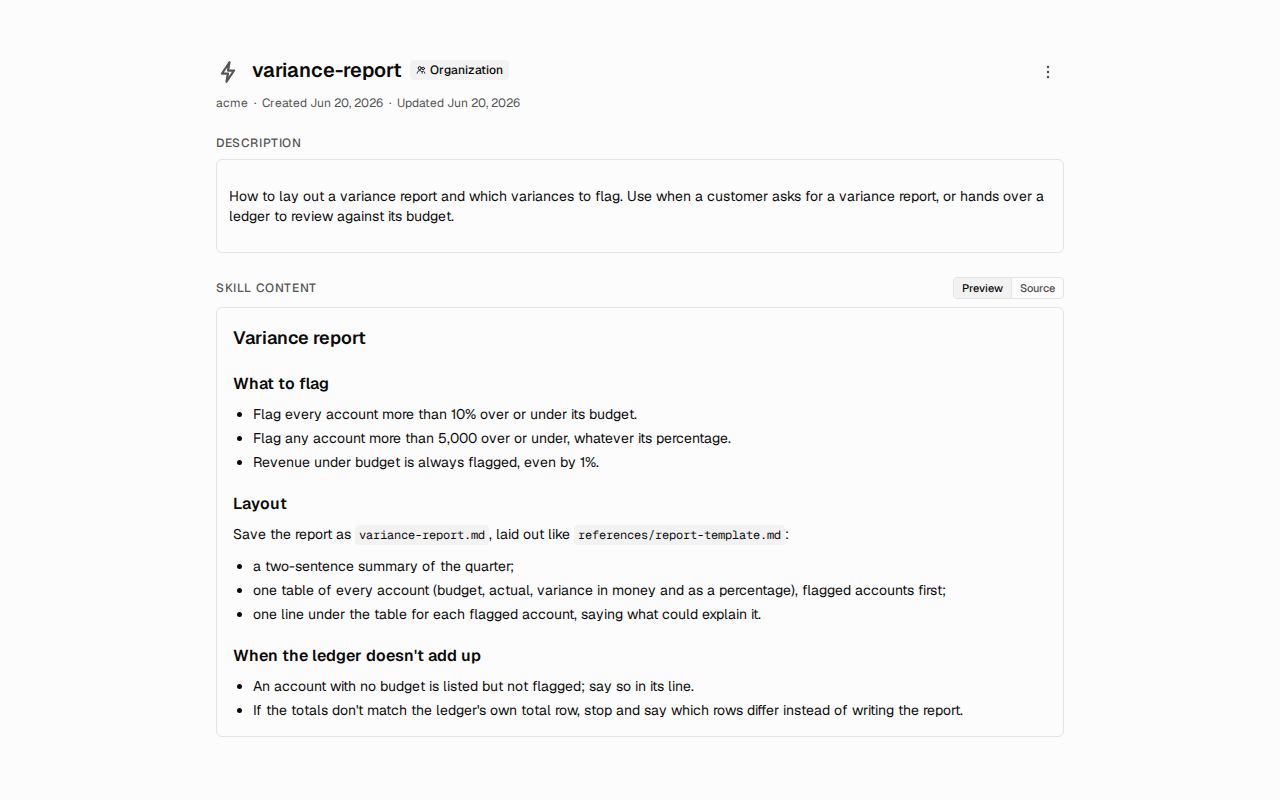 variance-report Organization
acme · Created Jun 20, 2026 · Updated Jun 20, 2026
DESCRIPTION
How to lay out a variance report and which variances to flag. Use when a customer asks for a variance report, or hands over a
ledger to review against its budget.
SKILL CONTENT
Preview Source
Variance report
What to flag
• Flag every account more than 10% over or under its budget.
• Flag any account more than 5,000 over or under, whatever its percentage.
• Revenue under budget is always flagged, even by 1%.
Layout
Save the report as variance-report.md, laid out like references/report-template.md:
• a two-sentence summary of the quarter;
• one table of every account (budget, actual, variance in money and as a percentage), flagged accounts first;
• one line under the table for each flagged account, saying what could explain it.
When the ledger doesn't add up
• An account with no budget is listed but not flagged; say so in its line.
• If the totals don't match the ledger's own total row, stop and say which rows differ instead of writing the report.